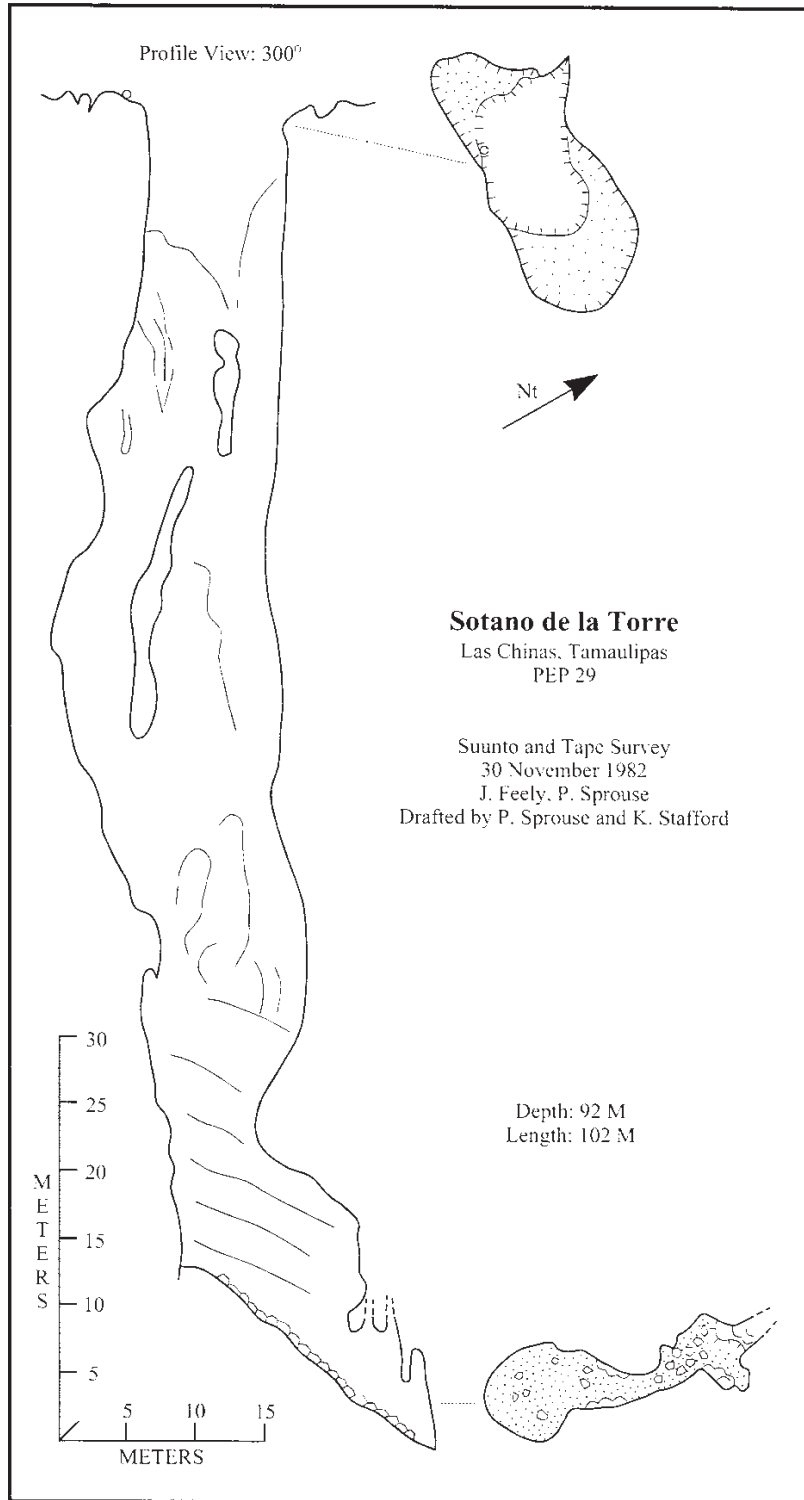 Profile View: 300°
Nt
Sotano de la Torre
Las Chinas, Tamaulipas
PEP 29
Suunto and Tape Survey
30 November 1982
J. Feely, P. Sprouse
Drafted by P. Sprouse and K. Stafford
Depth: 92 M
Length: 102 M
30
25
20
15
10
5
METERS
5
10
15
METERS